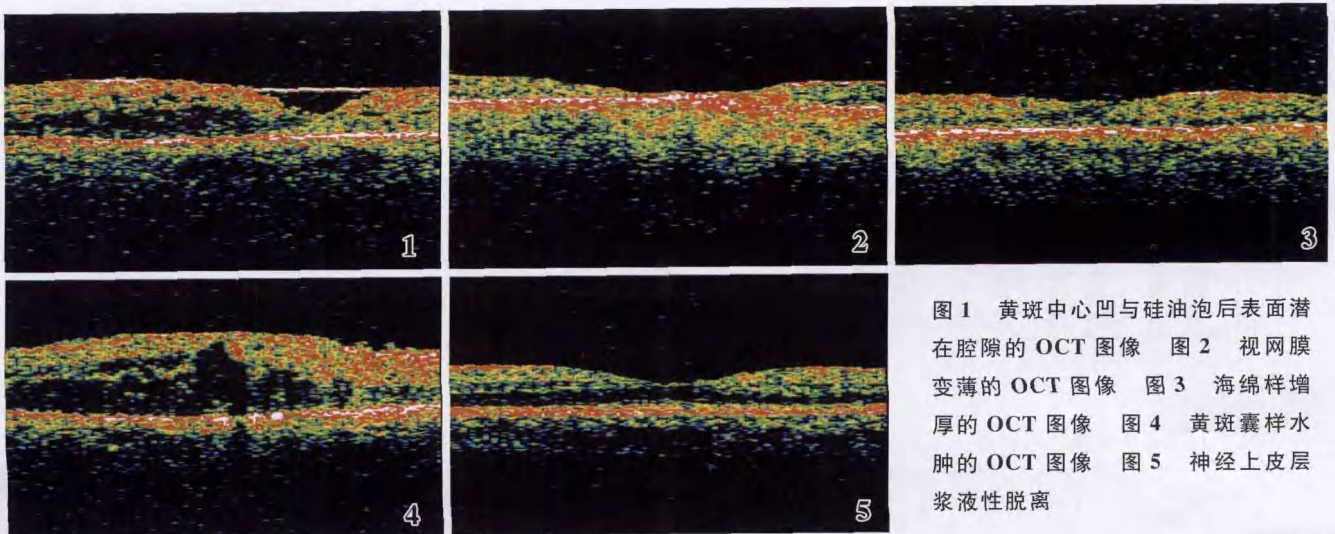 1
2
3
4
5
图 1 黄斑中心凹与硅油泡后表面潜
在腔隙的 OCT 图像 图 2 视网膜
变薄的 OCT 图像 图 3 海绵样增
厚的 OCT 图像 图 4 黄斑囊样水
肿的 OCT 图像 图 5 神经上皮层
浆液性脱离